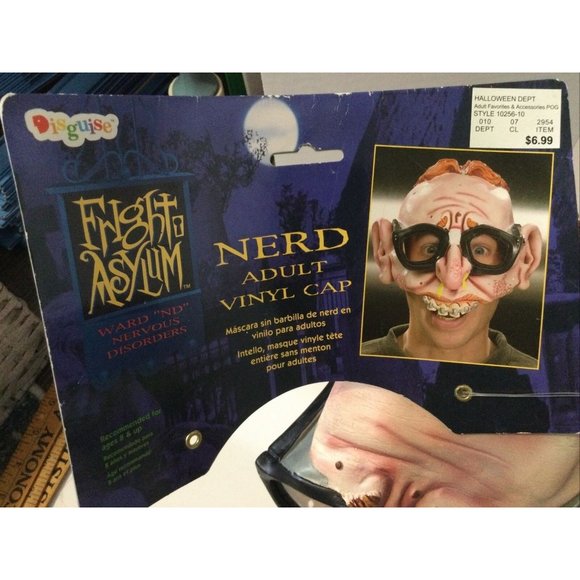 Disguise
Fright
Asylum™
WARD "ND"
NERVOUS
DISORDERS
Recommended for
ages 8 & up
NERD
ADULT
VINYL CAP
Máscara sin barbilla de nerd en
vinilo para adultos
Intello, masque vinyle tête
entière sans menton
pour adultes
HALLOWEEN DEPT
Adult Favorites & Accessories POG
STYLE 10256-10
010 07 2954
DEPT CL ITEM
$6.99
ONOMY